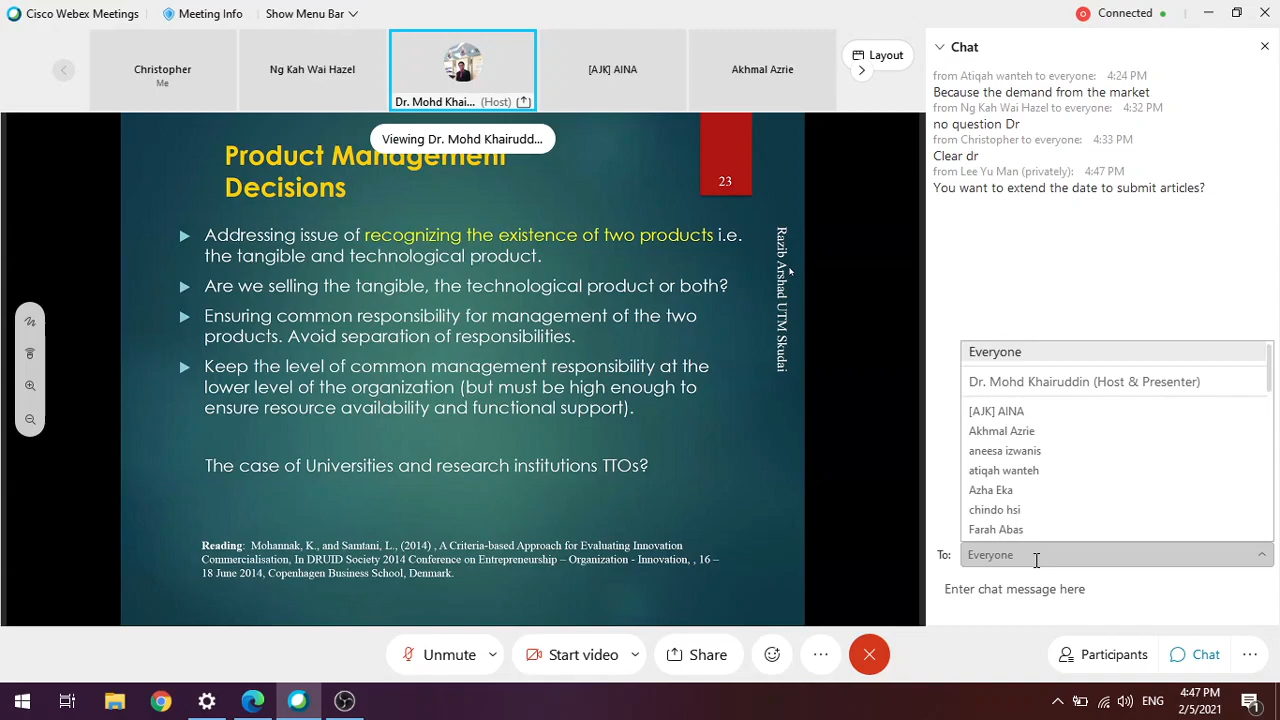 Cisco Webex Meetings
Meeting Info
Show Menu Bar
Connected
Christopher
Me
Ng Kah Wai Hazel
Dr. Mohd Khai... (Host)
[AJK] AINA
Akhmal Azrie
Layout
Viewing Dr. Mohd Khairudd...
Product Management
Decisions
23
Addressing issue of recognizing the existence of two products i.e.
the tangible and technological product.
Are we selling the tangible, the technological product or both?
Ensuring common responsibility for management of the two
products. Avoid separation of responsibilities.
Keep the level of common management responsibility at the
lower level of the organization (but must be high enough to
ensure resource availability and functional support).
The case of Universities and research institutions TTOs?
Reading: Mohannak, K., and Samtani, L., (2014) , A Criteria-based Approach for Evaluating Innovation
Commercialisation, In DRUID Society 2014 Conference on Entrepreneurship – Organization - Innovation, , 16 –
18 June 2014, Copenhagen Business School, Denmark.
Razib Arshad UTM Skudai
Chat
from Atiqah wanteh to everyone: 4:24 PM
Because the demand from the market
from Ng Kah Wai Hazel to everyone: 4:32 PM
no question Dr
from Christopher to everyone: 4:33 PM
Clear dr
from Lee Yu Man (privately): 4:47 PM
You want to extend the date to submit articles?
Everyone
Dr. Mohd Khairuddin (Host & Presenter)
[AJK] AINA
Akhmal Azrie
aneesa izwanis
atiqah wanteh
Azha Eka
chindo hsi
Farah Abas
To: Everyone
Enter chat message here
Unmute
Start video
Share
Participants
Chat
ENG
4:47 PM
2/5/2021
1